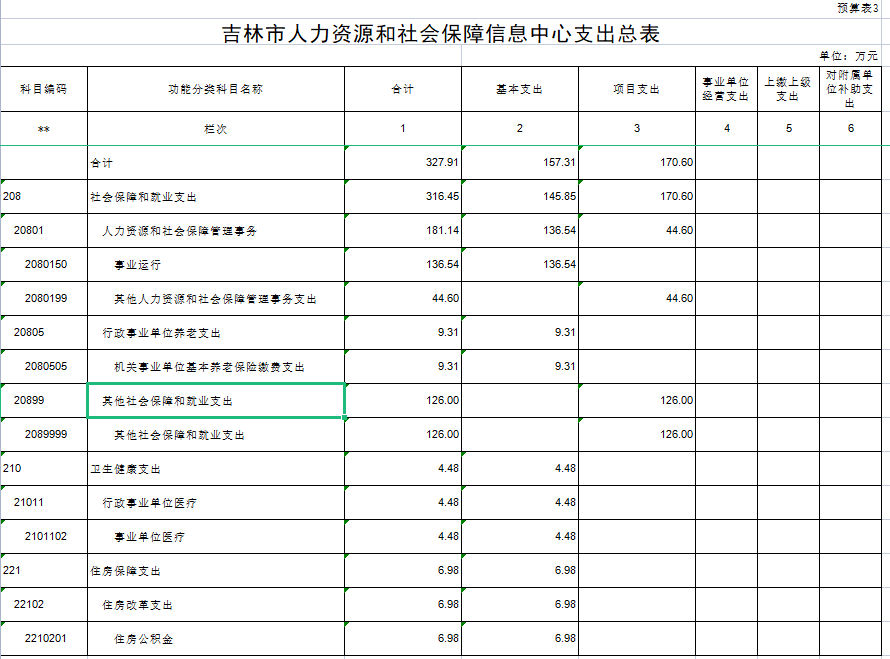 预算表3
吉林市人力资源和社会保障信息中心支出总表
单位：万元
科目编码 功能分类科目名称 合计 基本支出 项目支出 事业单位经营支出 上缴上级支出 对附属单位补助支出
** 栏次 1 2 3 4 5 6
合计 327.91 157.31 170.60
208 社会保障和就业支出 316.45 145.85 170.60
20801 人力资源和社会保障管理事务 181.14 136.54 44.60
2080150 事业运行 136.54 136.54
2080199 其他人力资源和社会保障管理事务支出 44.60 44.60
20805 行政事业单位养老支出 9.31 9.31
2080505 机关事业单位基本养老保险缴费支出 9.31 9.31
20899 其他社会保障和就业支出 126.00 126.00
2089999 其他社会保障和就业支出 126.00 126.00
210 卫生健康支出 4.48 4.48
21011 行政事业单位医疗 4.48 4.48
2101102 事业单位医疗 4.48 4.48
221 住房保障支出 6.98 6.98
22102 住房改革支出 6.98 6.98
2210201 住房公积金 6.98 6.98